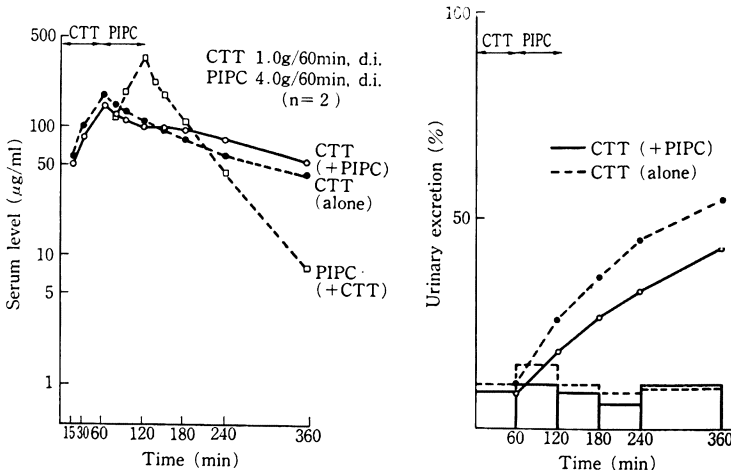 CTT PIPC
500
100
50
10
5
1
Serum level (μg/ml)
CTT 1.0g/60min, d.i.
PIPC 4.0g/60min, d.i.
(n=2)
CTT
(+PIPC)
CTT
(alone)
PIPC
(+CTT)
15 30 60 120 180 240 360
Time (min)
100
50
Urinary excretion (%)
CTT PIPC
CTT (+PIPC)
CTT (alone)
60 120 180 240 360
Time (min)